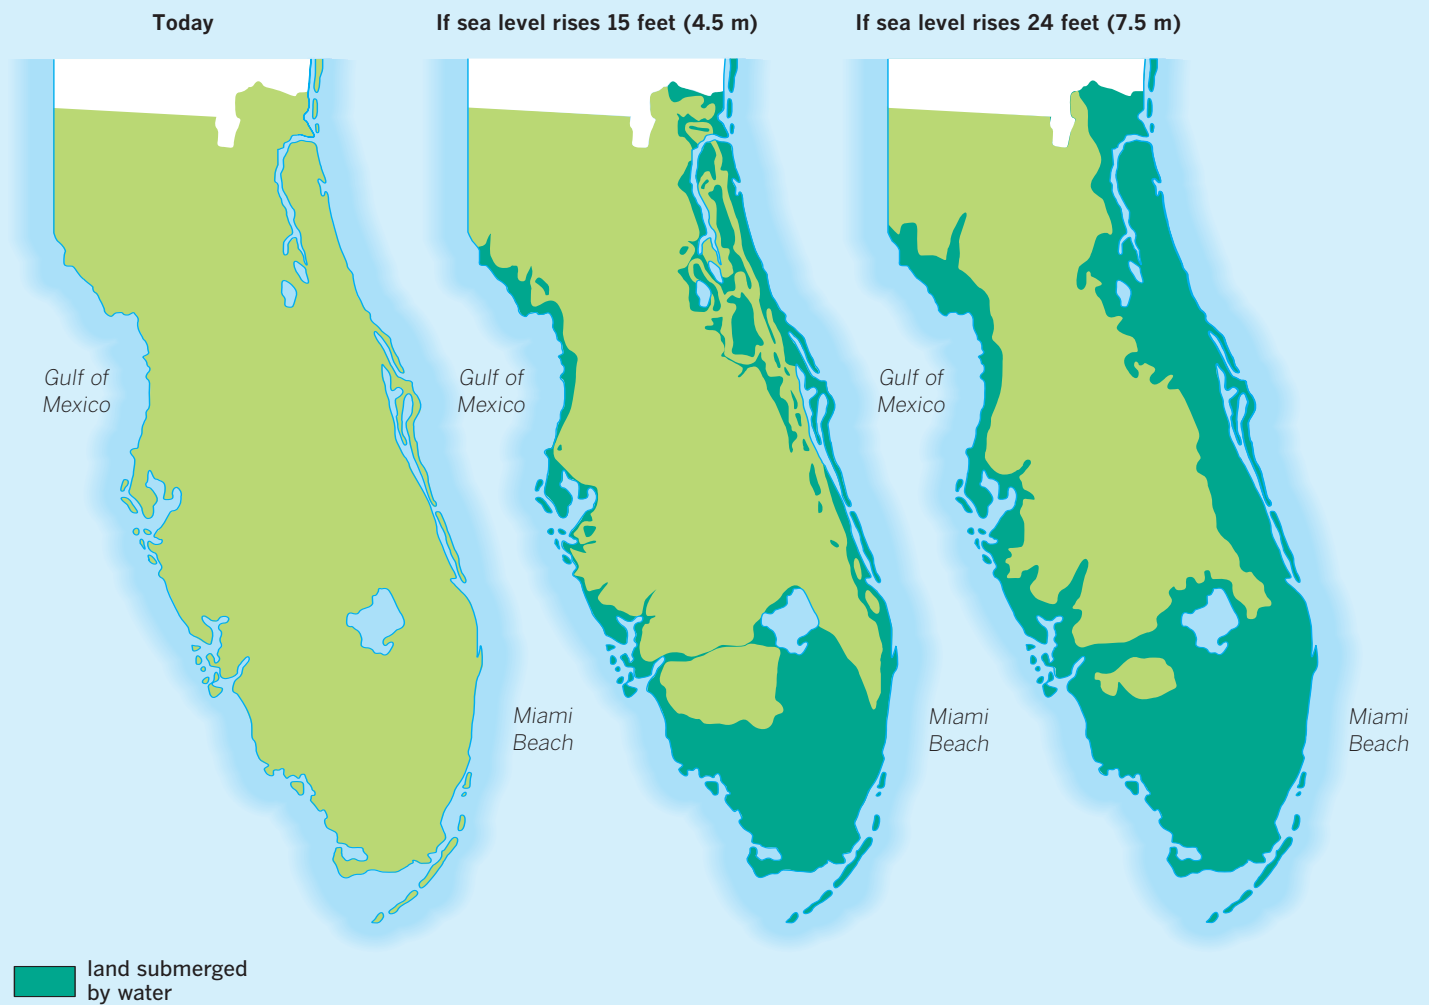 Today
If sea level rises 15 feet (4.5 m)
If sea level rises 24 feet (7.5 m)
Gulf of
Mexico
Gulf of
Mexico
Gulf of
Mexico
Miami
Beach
Miami
Beach
Miami
Beach
land submerged
by water